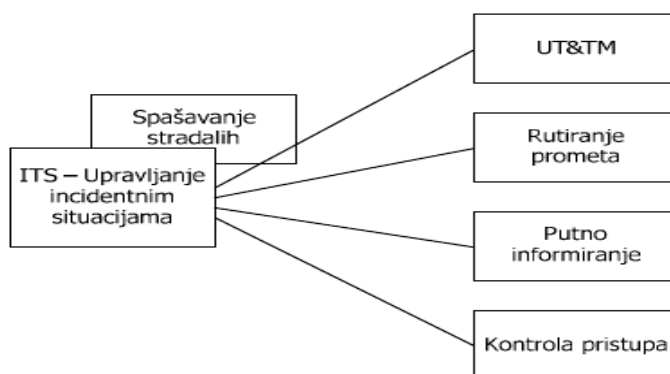 UT&TM
Spašavanje
stradalih
ITS – Upravljanje
incidentnim
situacijama
Rutiranje
prometa
Putno
informiranje
Kontrola pristupa